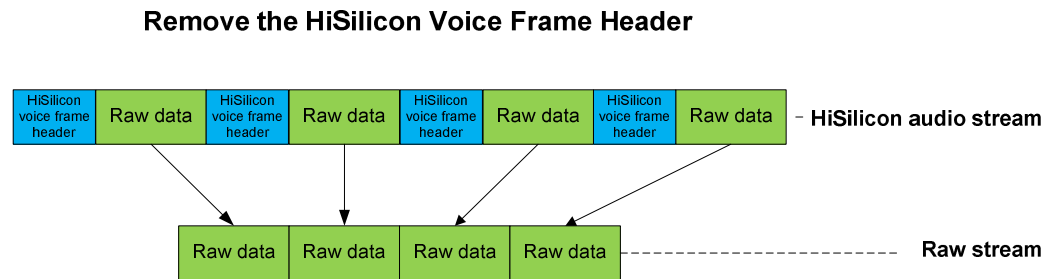 Remove the HiSilicon Voice Frame Header
HiSilicon
voice frame
header
Raw data
HiSilicon
voice frame
header
Raw data
HiSilicon
voice frame
header
Raw data
HiSilicon
voice frame
header
Raw data
HiSilicon audio stream
Raw data
Raw data
Raw data
Raw data
Raw stream